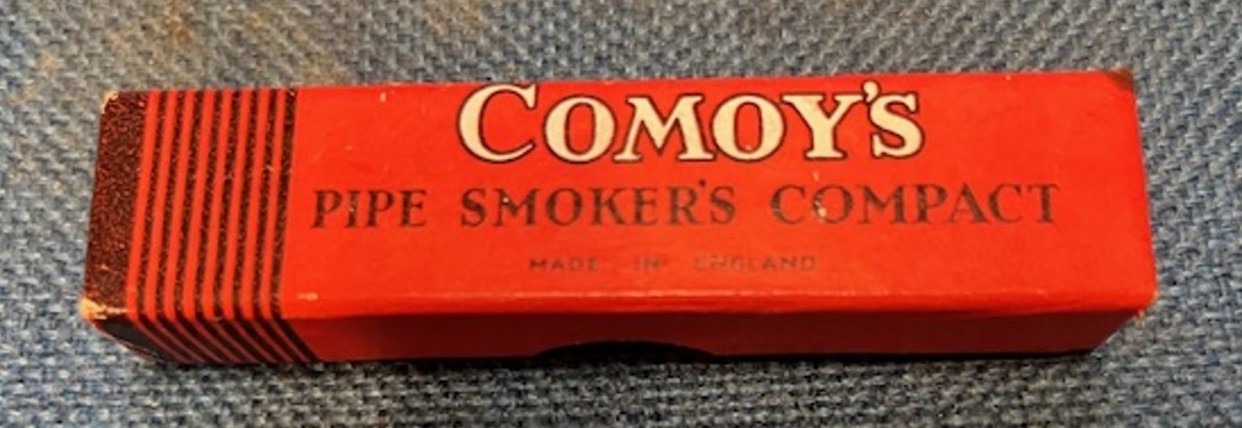 COMOY'S
PIPE SMOKER'S COMPACT
MADE IN ENGLAND